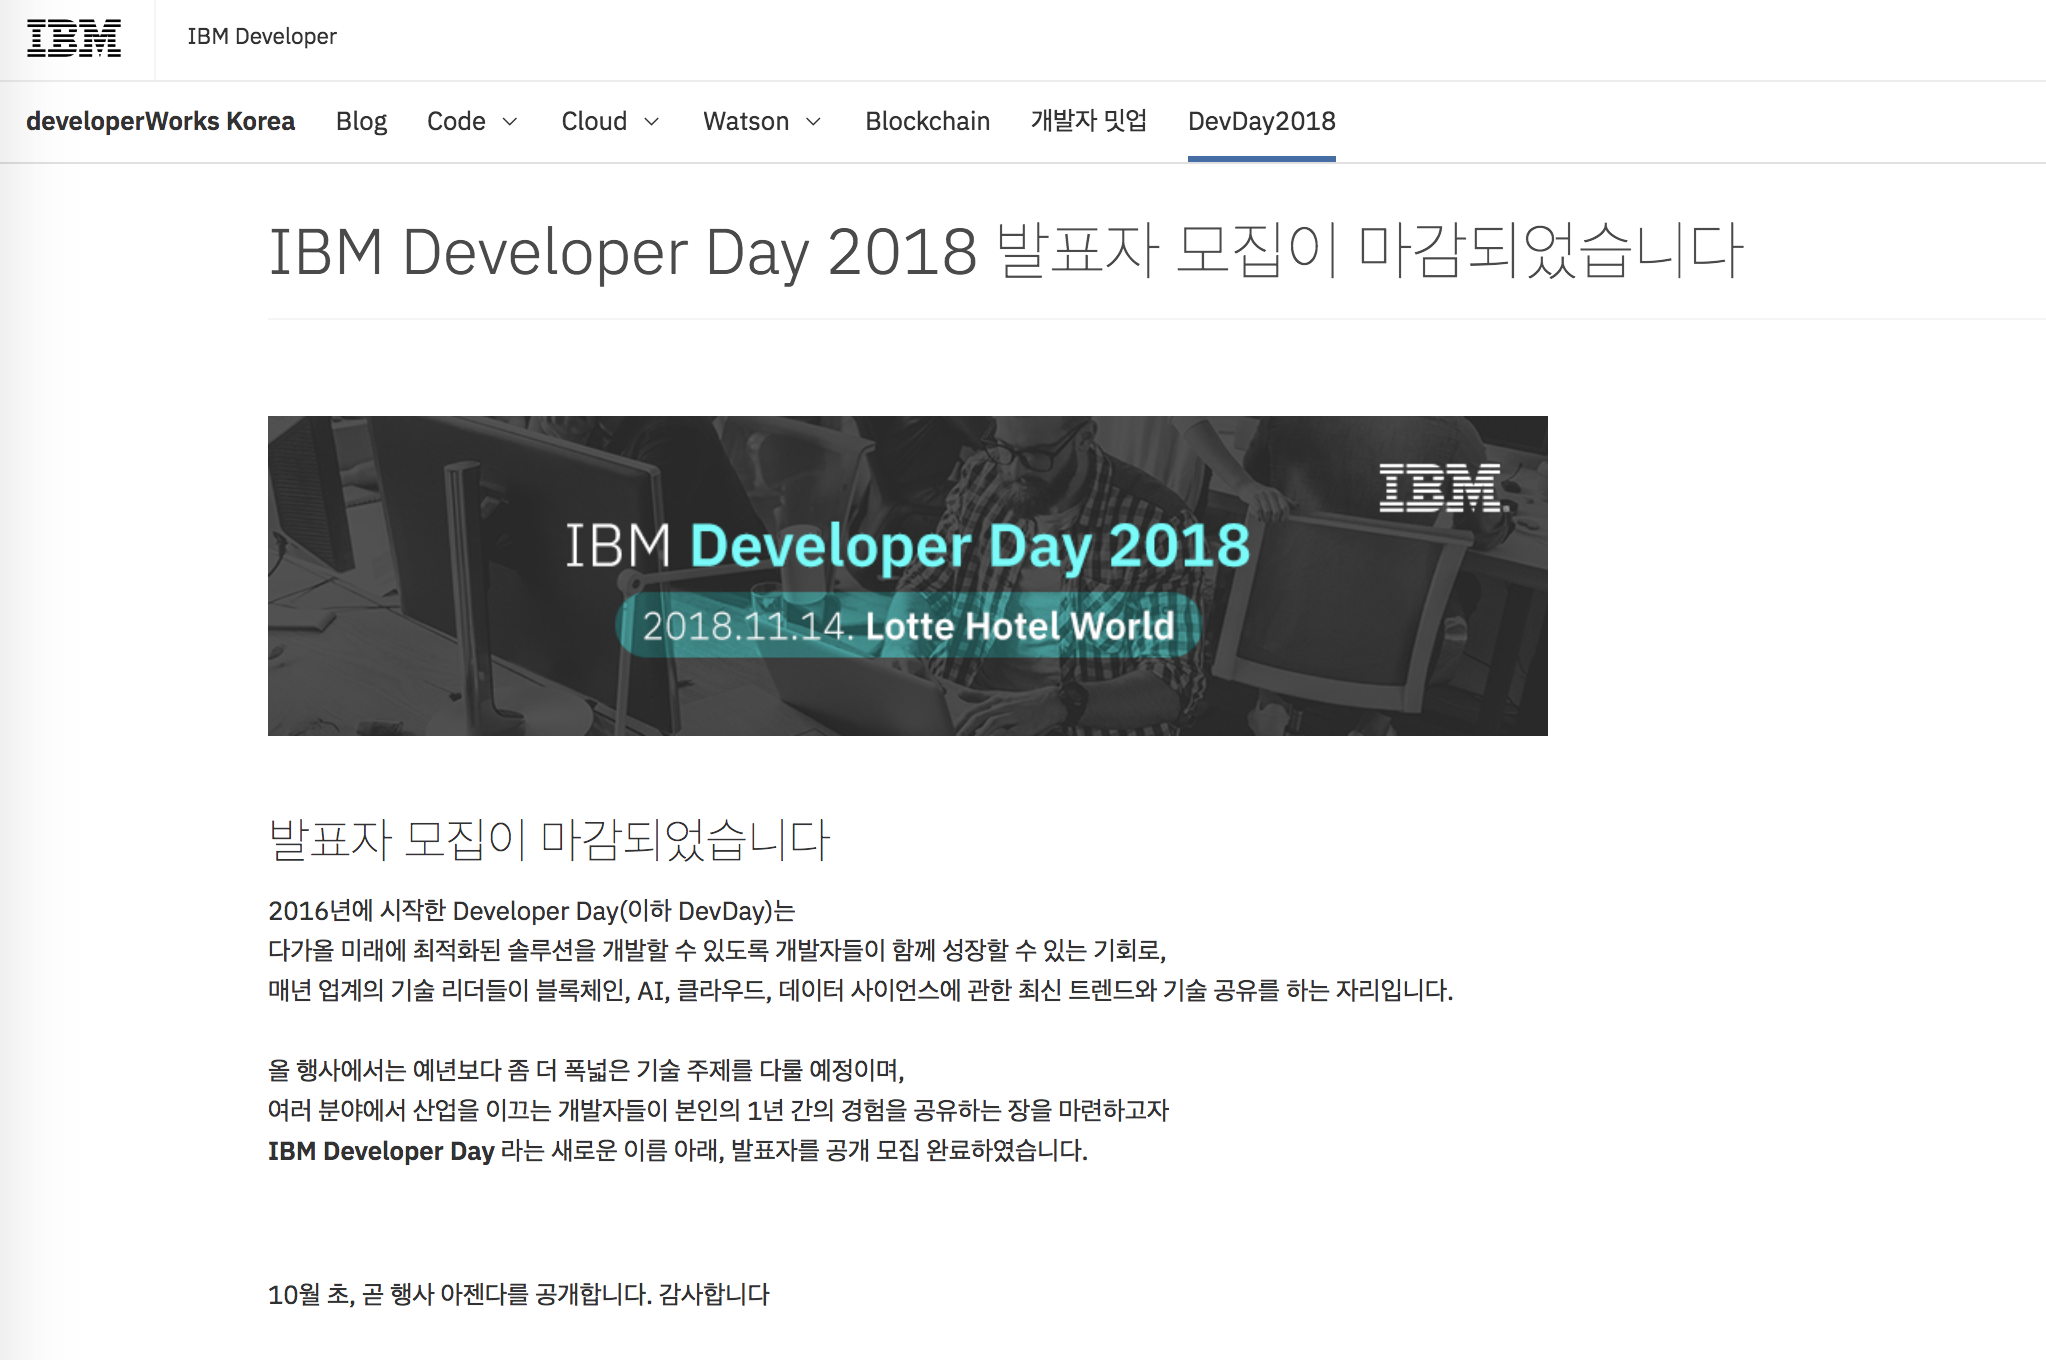 IBM
IBM Developer
developerWorks Korea Blog Code Cloud Watson Blockchain 개발자 밋업 DevDay2018
IBM Developer Day 2018 발표자 모집이 마감되었습니다
IBM
IBM Developer Day 2018
2018.11.14. Lotte Hotel World
발표자 모집이 마감되었습니다
2016년에 시작한 Developer Day(이하 DevDay)는
다가올 미래에 최적화된 솔루션을 개발할 수 있도록 개발자들이 함께 성장할 수 있는 기회로,
매년 업계의 기술 리더들이 블록체인, AI, 클라우드, 데이터 사이언스에 관한 최신 트렌드와 기술 공유를 하는 자리입니다.
올 행사에서는 예년보다 좀 더 폭넓은 기술 주제를 다룰 예정이며,
여러 분야에서 산업을 이끄는 개발자들이 본인의 1년 간의 경험을 공유하는 장을 마련하고자
IBM Developer Day 라는 새로운 이름 아래, 발표자를 공개 모집 완료하였습니다.
10월 초, 곧 행사 아젠다를 공개합니다. 감사합니다